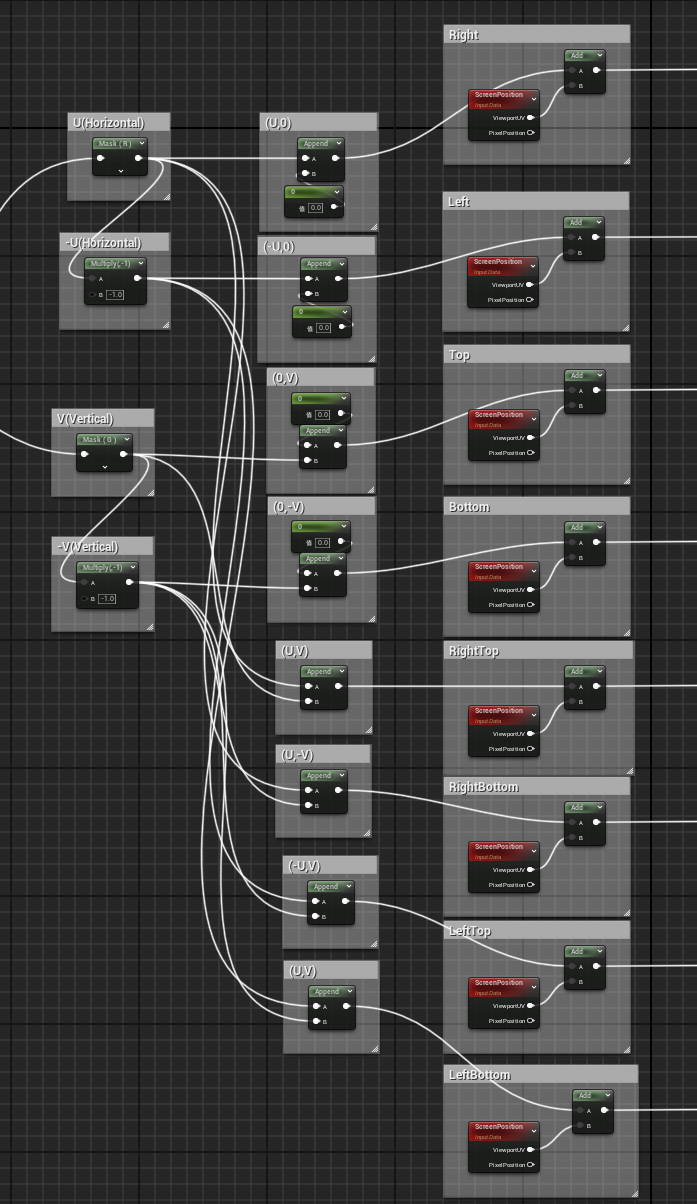 Right
Add
A
B
ScreenPosition
Input Data
ViewportUV
PixelPosition
U(Horizontal)
Mask ( R )
(U,0)
Append
A
B
0
值 0.0
Left
Add
A
B
ScreenPosition
Input Data
ViewportUV
PixelPosition
-U(Horizontal)
Multiply(,-1)
A
B -1.0
(-U,0)
Append
A
B
0
值 0.0
Top
Add
A
B
ScreenPosition
Input Data
ViewportUV
PixelPosition
(0,V)
0
值 0.0
Append
A
B
V(Vertical)
Mask ( G )
Bottom
Add
A
B
ScreenPosition
Input Data
ViewportUV
PixelPosition
(0,-V)
0
值 0.0
Append
A
B
-V(Vertical)
Multiply(,-1)
A
B -1.0
(U,V)
Append
A
B
RightTop
Add
A
B
ScreenPosition
Input Data
ViewportUV
PixelPosition
(U,-V)
Append
A
B
RightBottom
Add
A
B
ScreenPosition
Input Data
ViewportUV
PixelPosition
(-U,V)
Append
A
B
LeftTop
Add
A
B
ScreenPosition
Input Data
ViewportUV
PixelPosition
(U,V)
Append
A
B
LeftBottom
Add
A
B
ScreenPosition
Input Data
ViewportUV
PixelPosition